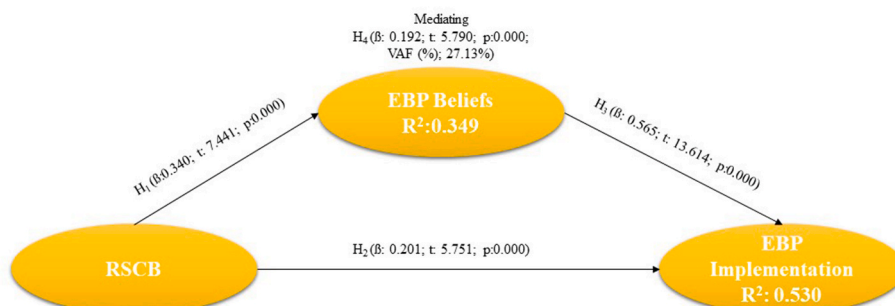 Mediating
H₄ (ß: 0.192; t: 5.790; p:0.000;
VAF (%); 27.13%)
EBP Beliefs
R²:0.349
H₁ (ß:0.340; t: 7.441; p:0.000)
H₃ (ß: 0.565; t: 13.614; p:0.000)
H₂ (ß: 0.201; t: 5.751; p:0.000)
RSCB
EBP
Implementation
R²: 0.530